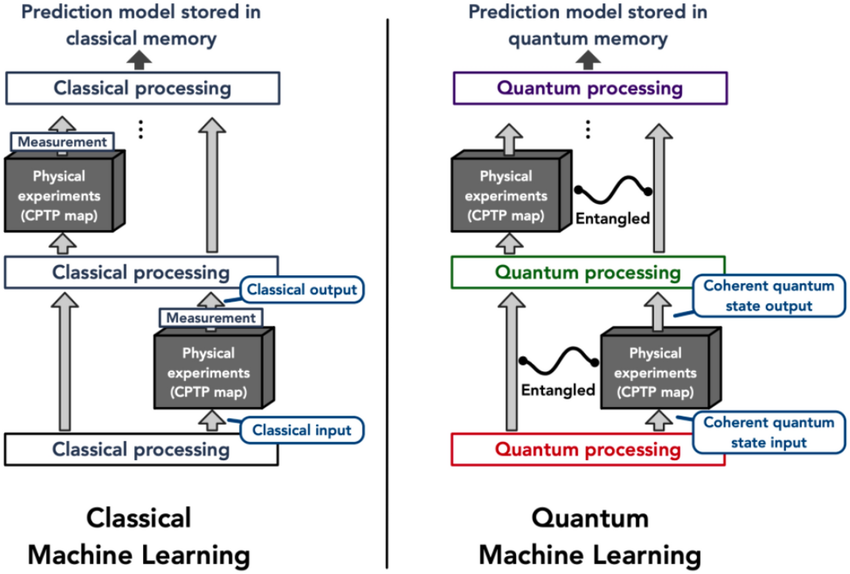 Prediction model stored in
classical memory
Classical processing
Measurement
Physical
experiments
(CPTP map)
Classical processing
Classical output
Measurement
Physical
experiments
(CPTP map)
Classical input
Classical processing
Classical
Machine Learning
Prediction model stored in
quantum memory
Quantum processing
Physical
experiments
(CPTP map)
Entangled
Quantum processing
Coherent quantum
state output
Physical
experiments
(CPTP map)
Entangled
Coherent quantum
state input
Quantum processing
Quantum
Machine Learning